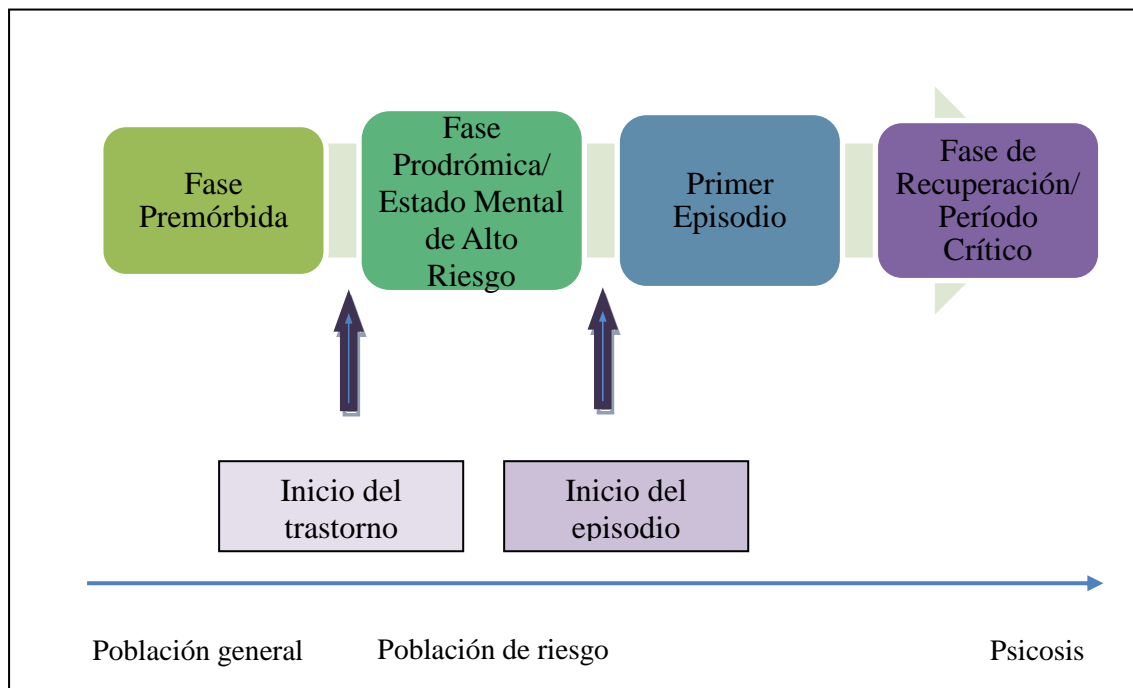 Fase
Premórbida
Fase
Prodrómica/
Estado Mental
de Alto
Riesgo
Primer
Episodio
Fase de
Recuperación/
Período
Crítico
Inicio del
trastorno
Inicio del
episodio
Población general
Población de riesgo
Psicosis